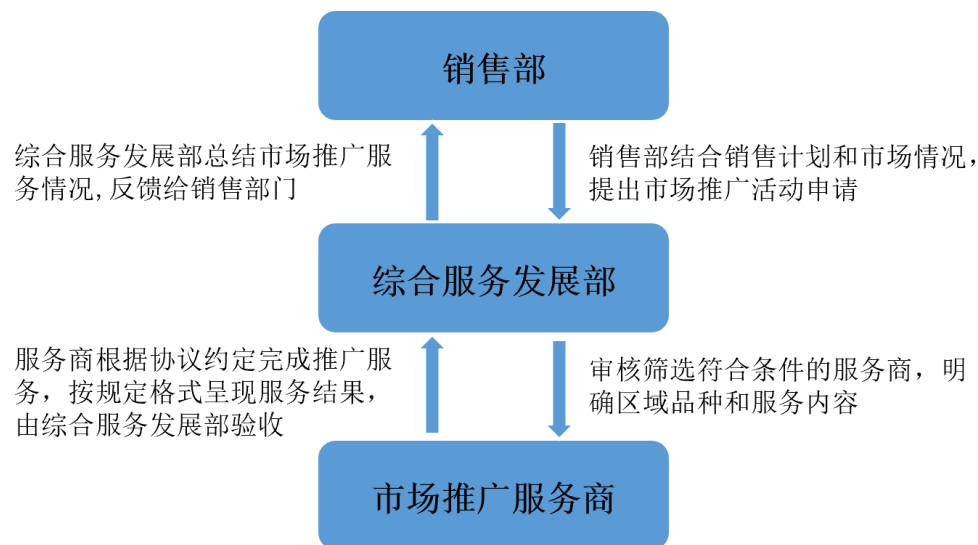 销售部
综合服务发展部总结市场推广服
务情况,反馈给销售部门
销售部结合销售计划和市场情况，
提出市场推广活动申请
综合服务发展部
服务商根据协议约定完成推广服
务，按规定格式呈现服务结果，
由综合服务发展部验收
审核筛选符合条件的服务商，明
确区域品种和服务内容
市场推广服务商